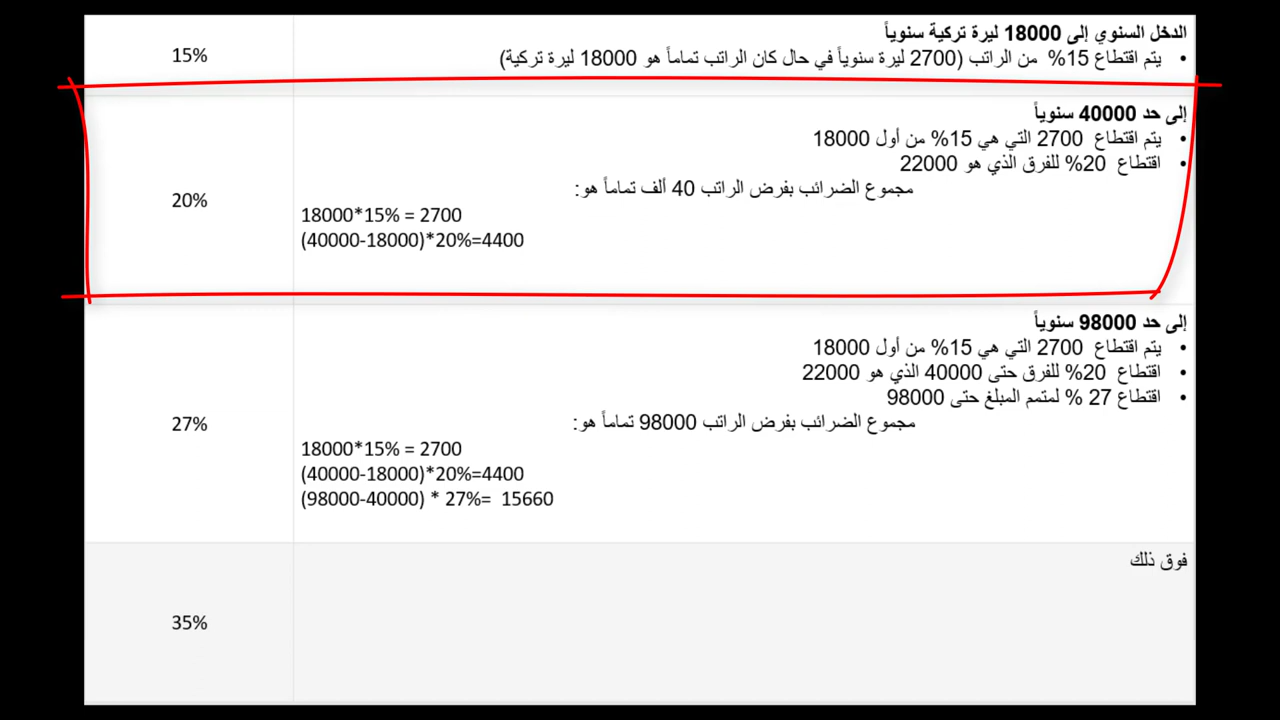 الدخل السنوي إلى 18000 ليرة تركية سنوياً
• يتم اقتطاع 15% من الراتب (2700 ليرة سنوياً في حال كان الراتب تماماً هو 18000 ليرة تركية)
15%
إلى حد 40000 سنوياً
• يتم اقتطاع 2700 التي هي 15% من أول 18000
• اقتطاع 20% للفرق الذي هو 22000
مجموع الضرائب بفرض الراتب 40 ألف تماماً هو:
18000*15% = 2700
(40000-18000)*20%=4400
20%
إلى حد 98000 سنوياً
• يتم اقتطاع 2700 التي هي 15% من أول 18000
• اقتطاع 20% للفرق حتى 40000 الذي هو 22000
• اقتطاع 27 % لمتمم المبلغ حتى 98000
مجموع الضرائب بفرض الراتب 98000 تماماً هو:
18000*15% = 2700
(40000-18000)*20%=4400
(98000-40000) * 27%= 15660
27%
فوق ذلك
35%